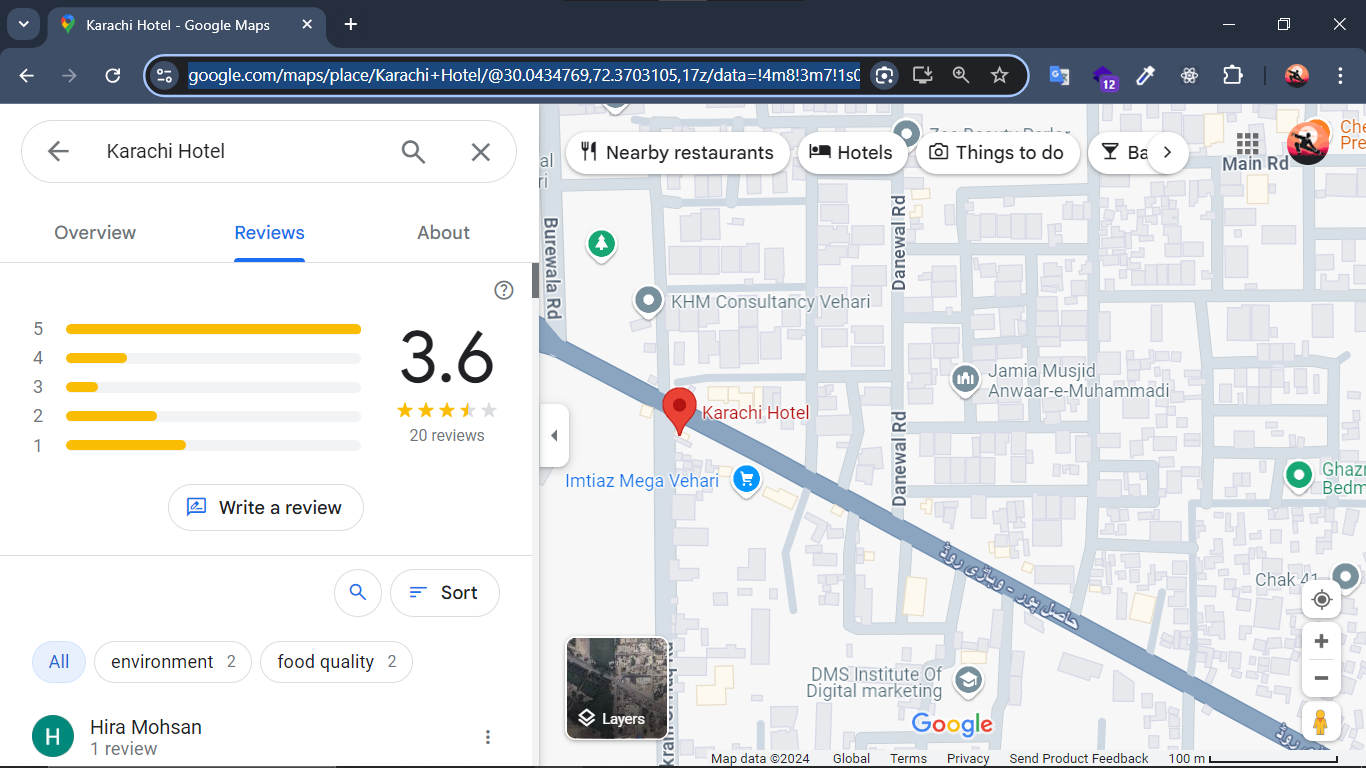 Karachi Hotel - Google Maps
google.com/maps/place/Karachi+Hotel/@30.0434769,72.3703105,17z/data=!4m8!3m7!1s0
12
Karachi Hotel
Overview
Reviews
About
5
4
3
2
1
3.6
20 reviews
Write a review
Sort
All
environment 2
food quality 2
H
Hira Mohsan
1 review
Nearby restaurants
Hotels
Things to do
Ba
Main Rd
Burewala Rd
Danewal Rd
KHM Consultancy Vehari
Jamia Musjid
Anwaar-e-Muhammadi
Karachi Hotel
Imtiaz Mega Vehari
Danewal Rd
حاصل پور - وہاڑی روڈ
Chak 41
DMS Institute Of
Digital marketing
Layers
Google
Map data ©2024
Global
Terms
Privacy
Send Product Feedback
100 m